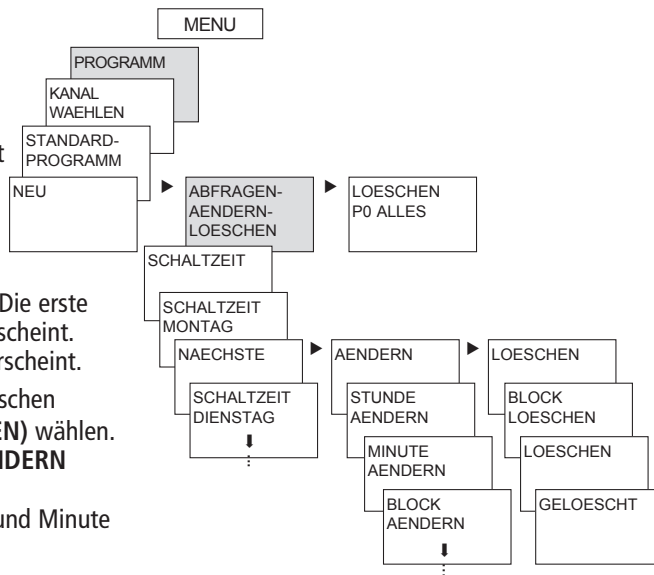 MENU
PROGRAMM
KANAL
WAEHLEN
STANDARD-
PROGRAMM
NEU
ABFRAGEN-
AENDERN-
LOESCHEN
LOESCHEN
P0 ALLES
SCHALTZEIT
SCHALTZEIT
MONTAG
NAECHSTE
AENDERN
LOESCHEN
SCHALTZEIT
DIENSTAG
STUNDE
AENDERN
BLOCK
LOESCHEN
MINUTE
AENDERN
LOESCHEN
BLOCK
AENDERN
GELOESCHT
t
Die erste
scheint.
rscheint.
schen
EN) wählen.
NDERN
und Minute